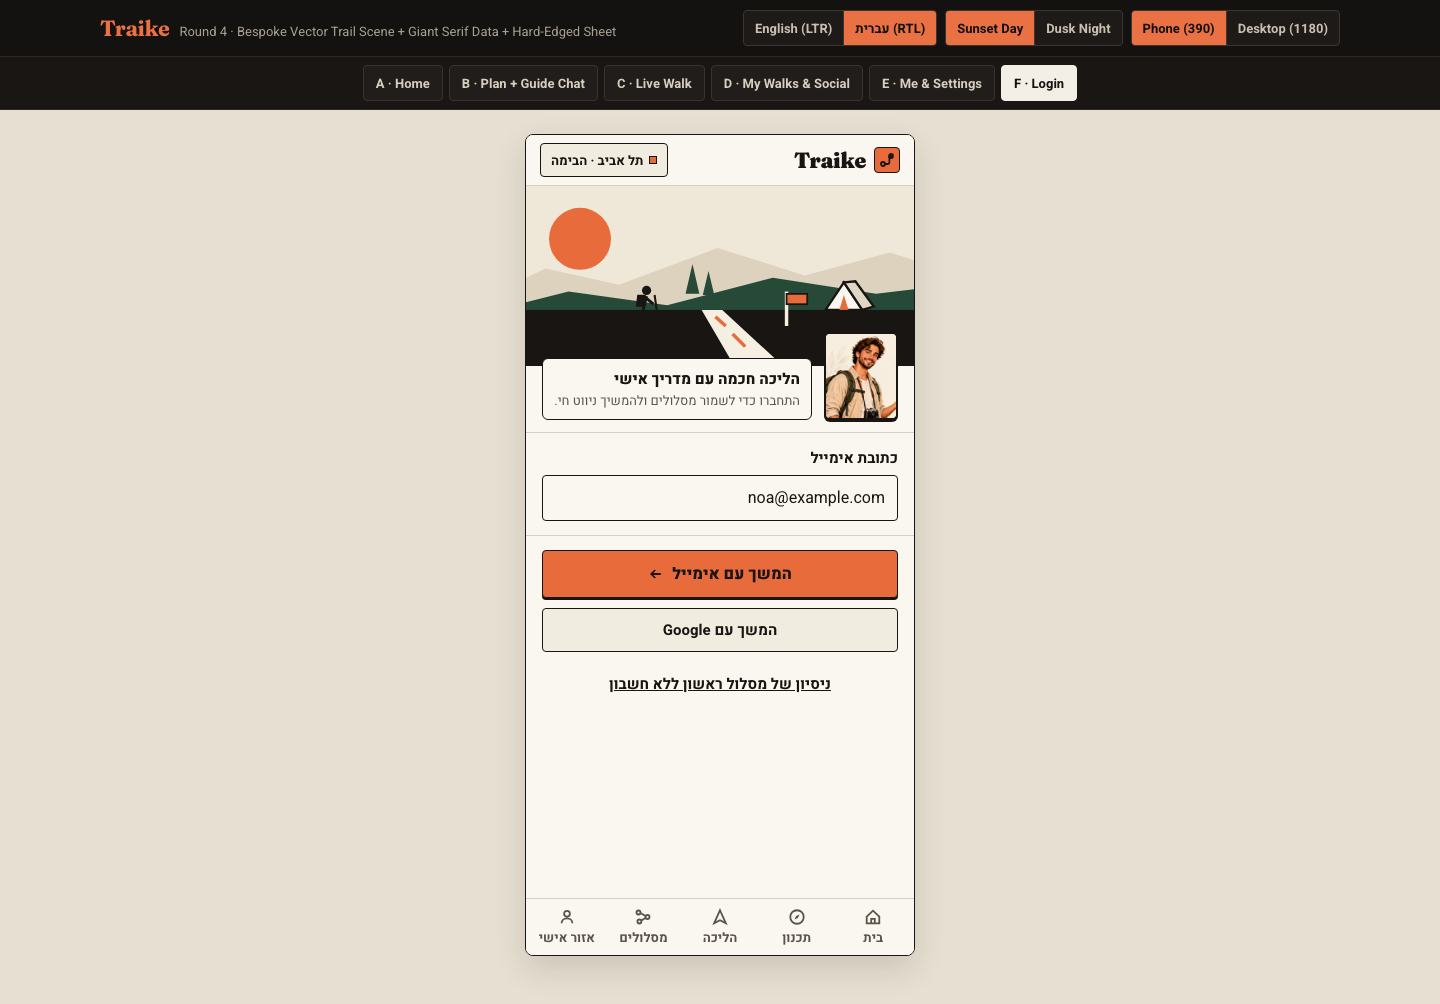 Traike Round 4 · Bespoke Vector Trail Scene + Giant Serif Data + Hard-Edged Sheet
English (LTR) עברית (RTL) Sunset Day Dusk Night Phone (390) Desktop (1180)
A · Home B · Plan + Guide Chat C · Live Walk D · My Walks & Social E · Me & Settings F · Login
Traike
תל אביב · הבימה
הליכה חכמה עם מדריך אישי
התחברו כדי לשמור מסלולים ולהמשיך ניווט חי.
כתובת אימייל
noa@example.com
המשך עם אימייל ←
המשך עם Google
ניסיון של מסלול ראשון ללא חשבון
בית תכנון הליכה מסלולים אזור אישי